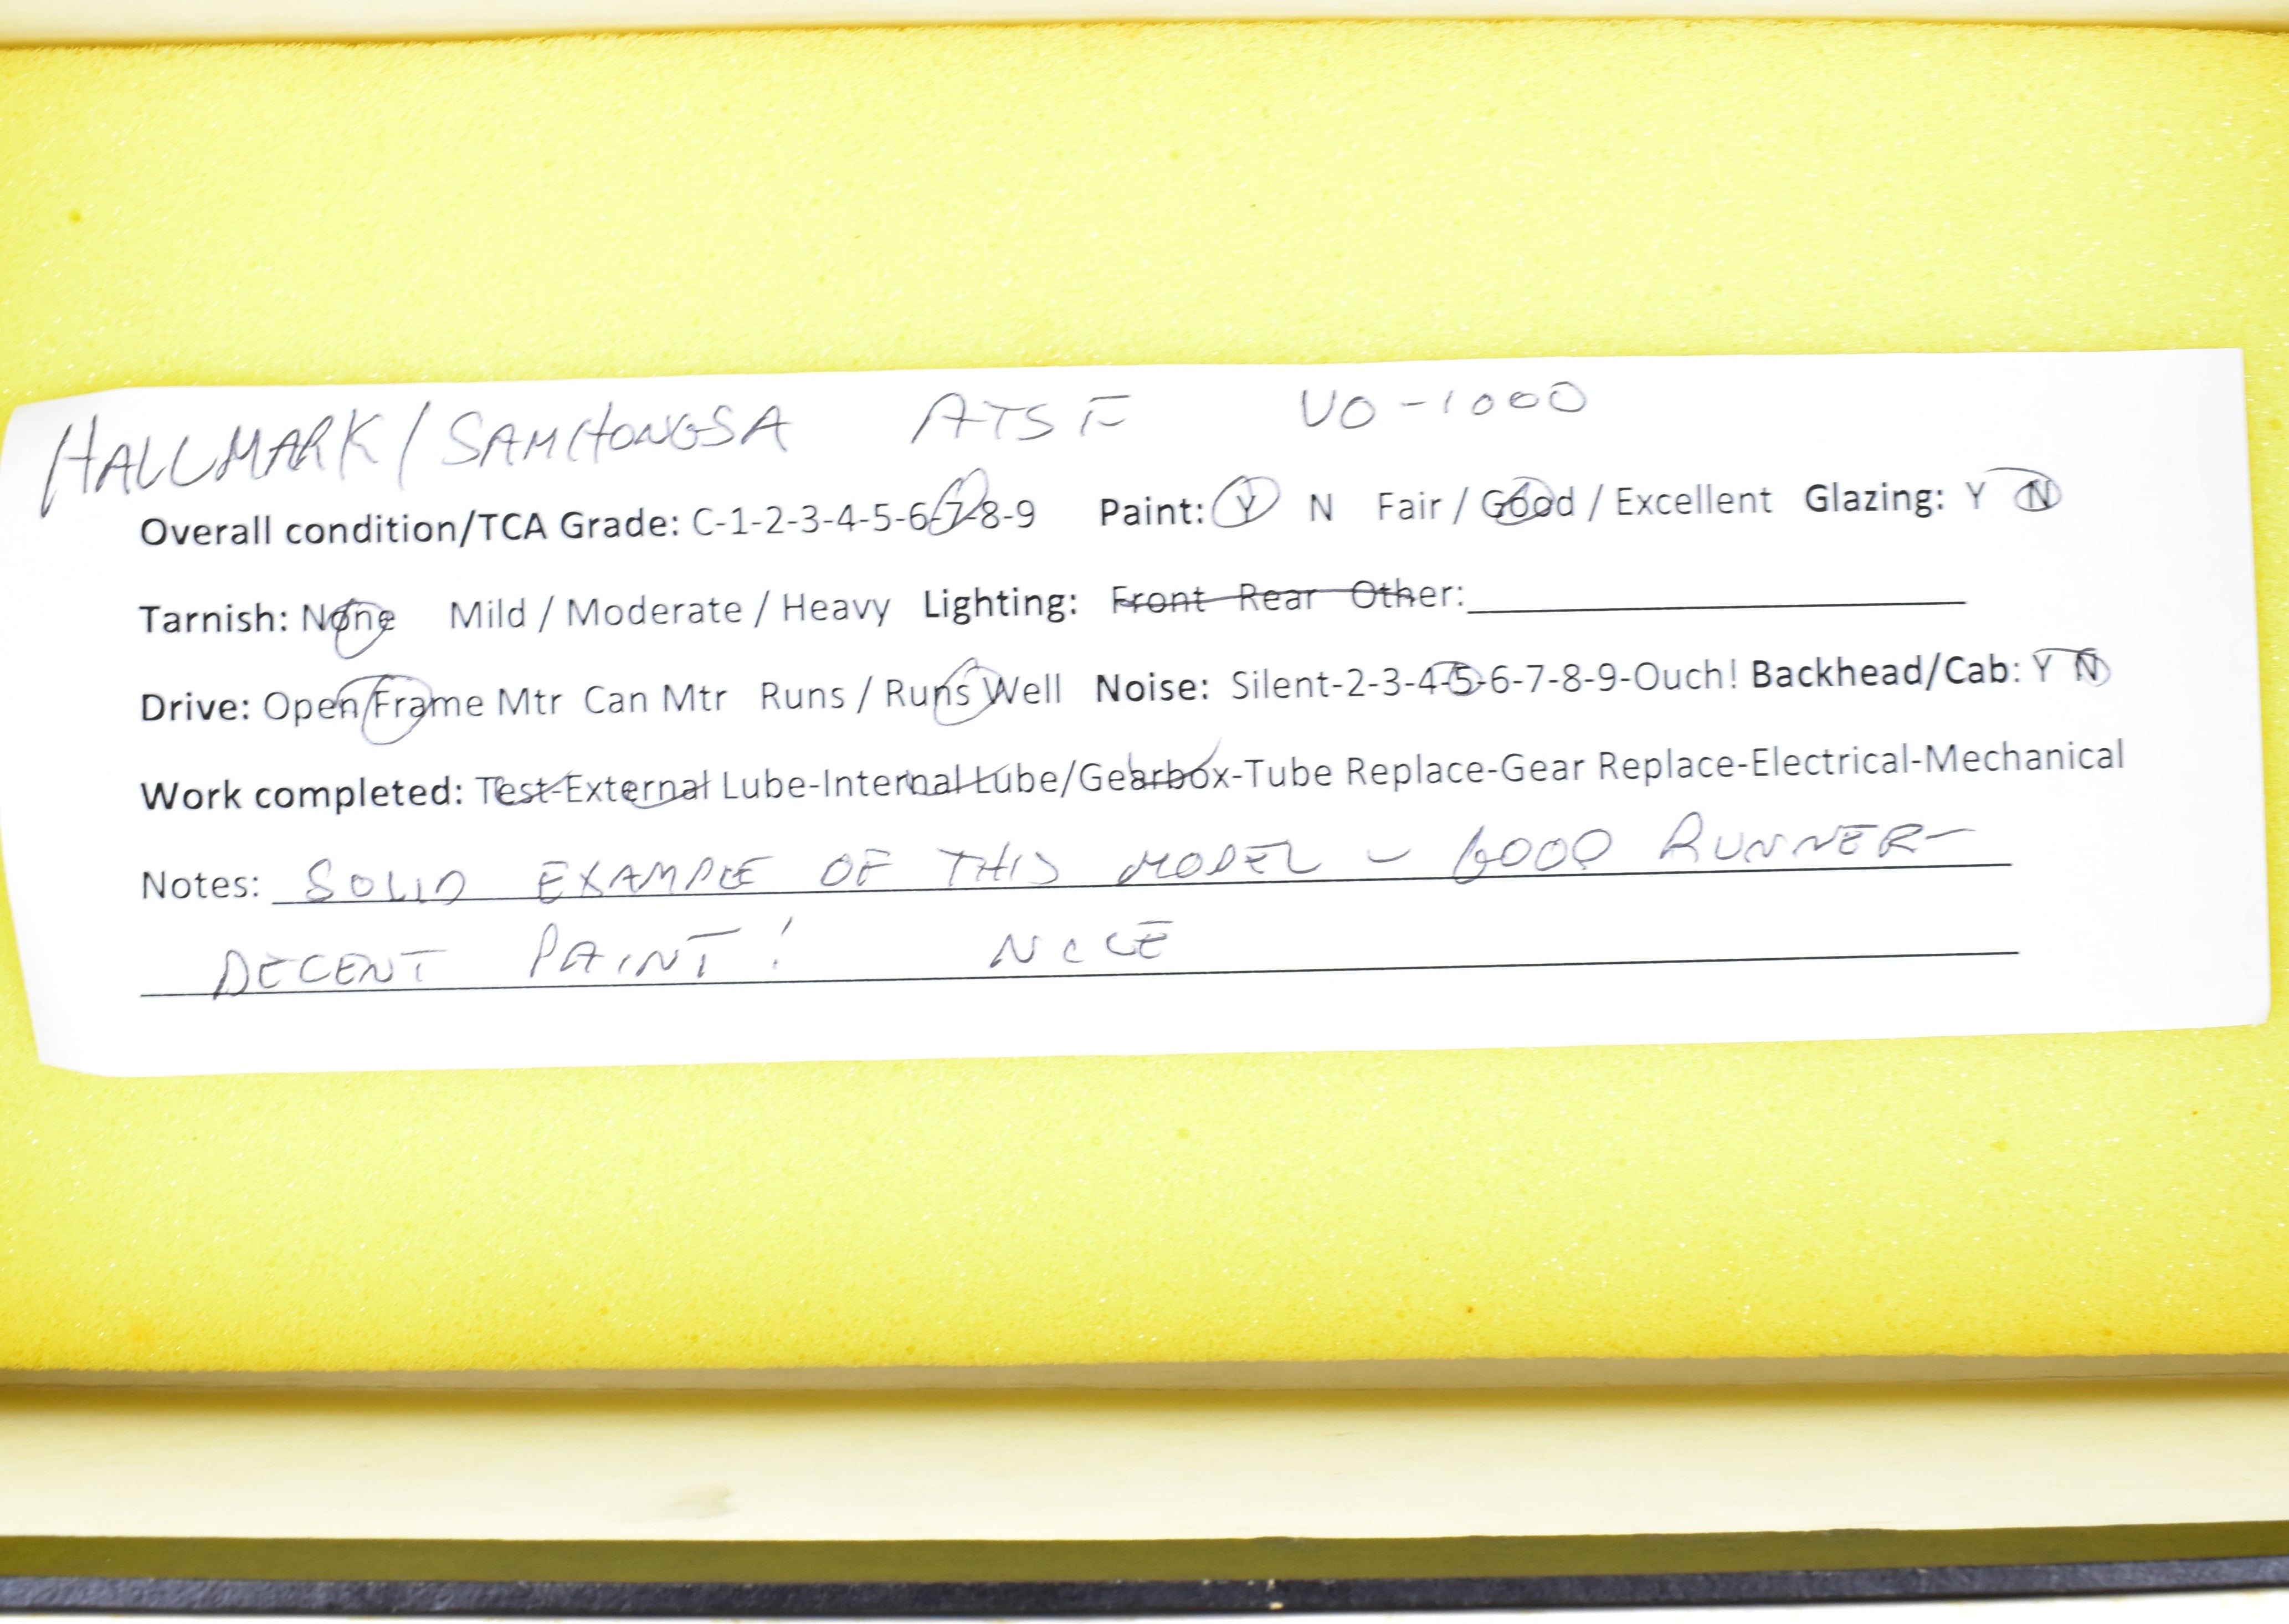 HALLMARK/SAMHONGSA ATSF VO-1000
Overall condition/TCA Grade: C-1-2-3-4-5-6-7-8-9 Paint: Y N Fair / Good / Excellent Glazing: Y N
Tarnish: None Mild / Moderate / Heavy Lighting: Front Rear Other:
Drive: Open Frame Mtr Can Mtr Runs / Runs Well Noise: Silent-2-3-4-5-6-7-8-9-Ouch! Backhead/Cab: Y N
Work completed: Test-External Lube-Internal Lube/Gearbox-Tube Replace-Gear Replace-Electrical-Mechanical
Notes: SOLID EXAMPLE OF THIS MODEL - GOOD RUNNER -
DECENT PAINT! NICE